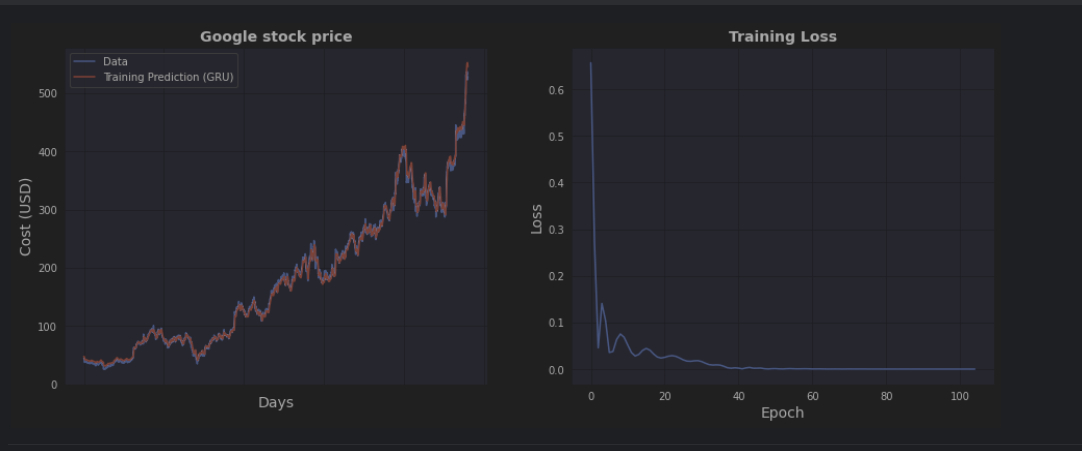 Google stock price
Data
Training Prediction (GRU)
500
400
300
200
100
0
Cost (USD)
Days
Training Loss
0.6
0.5
0.4
0.3
0.2
0.1
0.0
Loss
0 20 40 60 80 100
Epoch